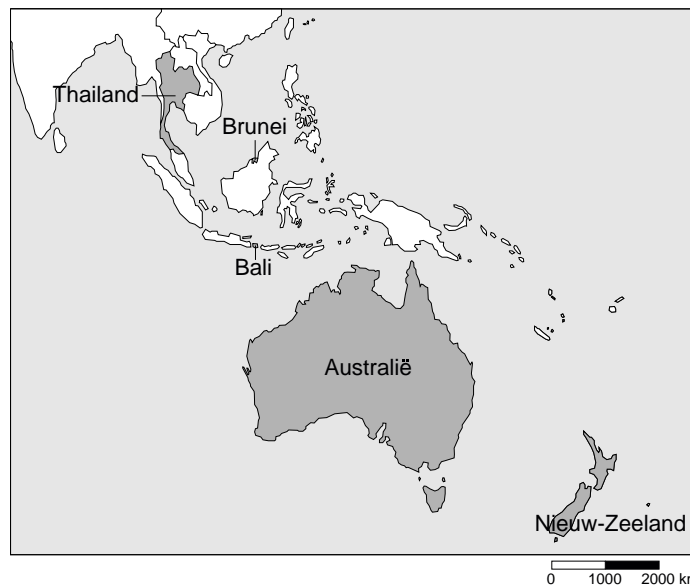 Thailand
Brunei
Bali
Australië
Nieuw-Zeeland
0 1000 2000 km